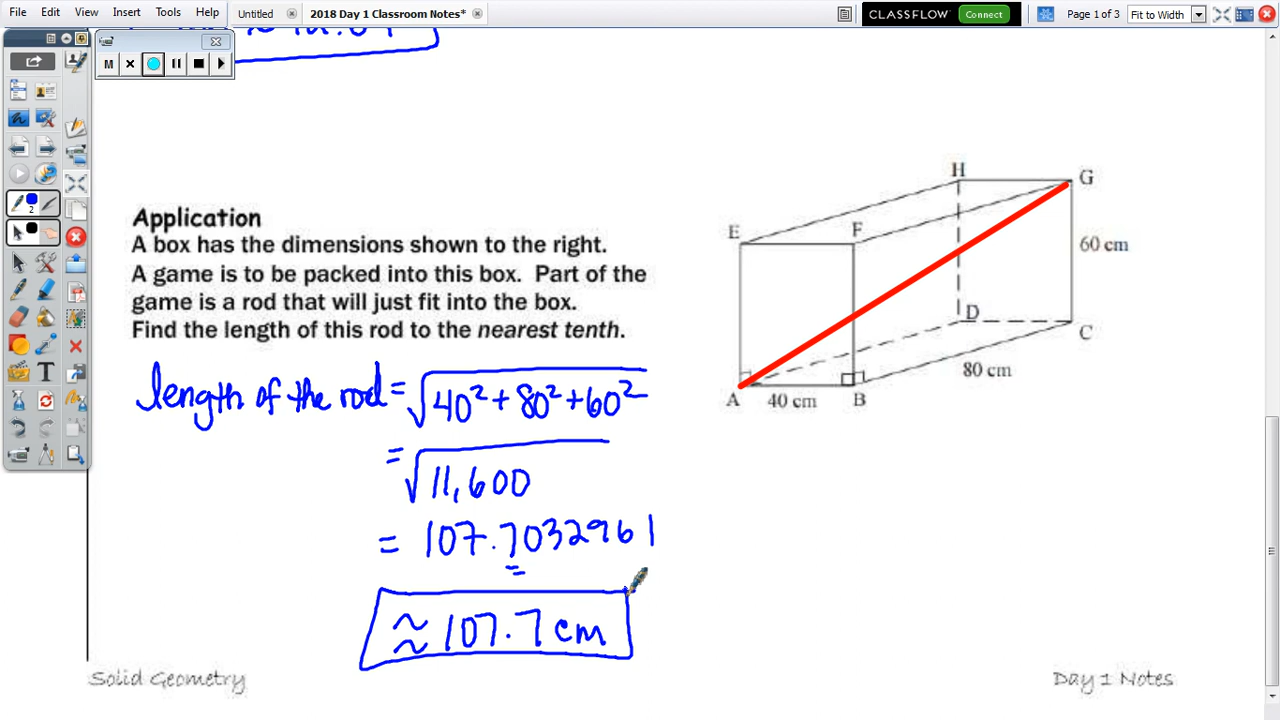 File Edit View Insert Tools Help
Untitled
2018 Day 1 Classroom Notes*
CLASSFLOW Connect
Page 1 of 3
Fit to Width
M
2
T
Application
A box has the dimensions shown to the right.
A game is to be packed into this box. Part of the
game is a rod that will just fit into the box.
Find the length of this rod to the nearest tenth.
length of the rod = √40² + 80² + 60²
= √11,600
= 107.7032961
≈ 107.7 cm
H
G
E
F
60 cm
D
C
80 cm
A 40 cm B
Solid Geometry
Day 1 Notes